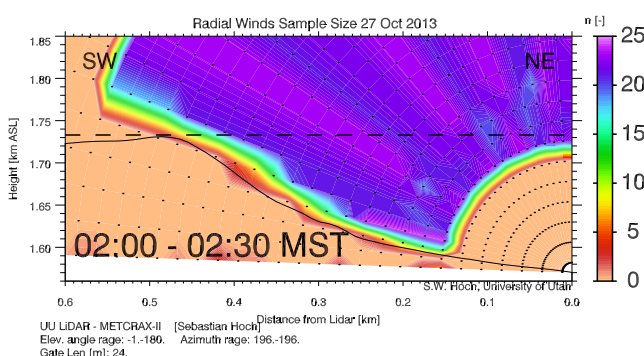 Radial Winds Sample Size 27 Oct 2013
n [-]
1.85
1.80
1.75
1.70
1.65
1.60
Height [km ASL]
SW
NE
02:00 - 02:30 MST
S.W. Hoch, University of Utah
0.6 0.5 0.4 0.3 0.2 0.1 0.0
Distance from Lidar [km]
25
20
15
10
5
0
UU LiDAR - METCRAX-II [Sebastian Hoch]
Elev. angle rage: -1.-180. Azimuth rage: 196.-196.
Gate Len [m]: 24.